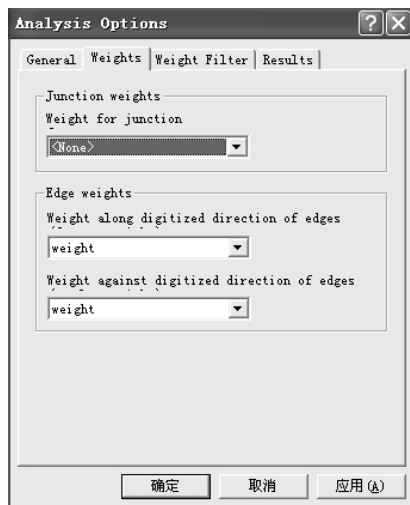 Analysis Options
General Weights Weight Filter Results
Junction weights
Weight for junction
<None>
Edge weights
Weight along digitized direction of edges
weight
Weight against digitized direction of edges
weight
确定 取消 应用(A)